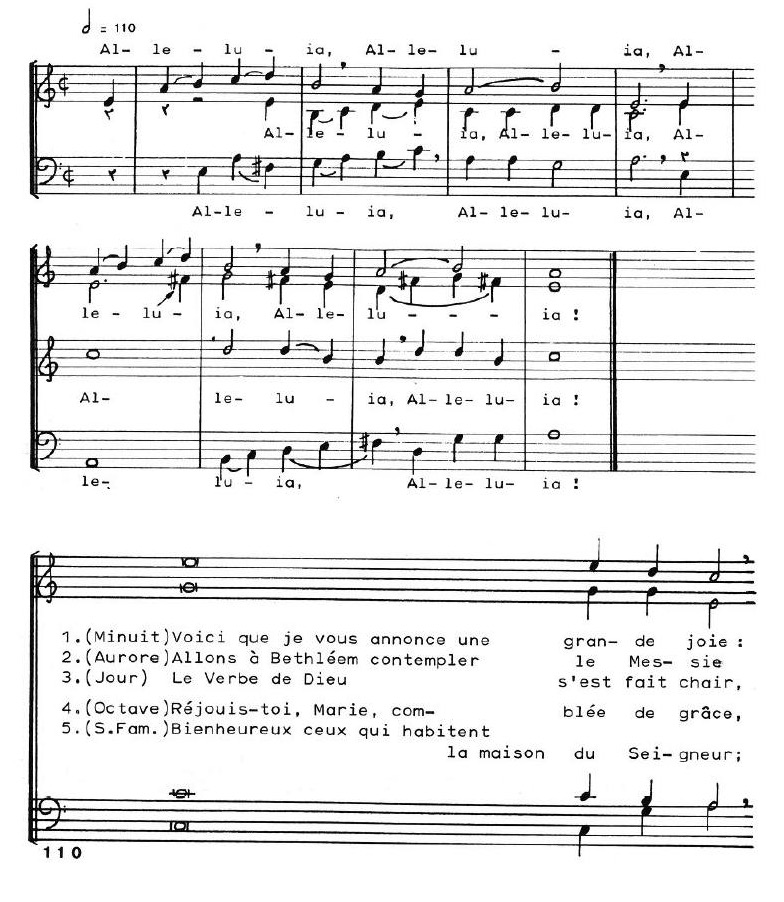 = 110
Al- le - lu - ia, Al- le- lu - ia, Al-
Al- le - lu - ia, Al- le- lu- ia, Al-
Al-le - lu - ia, Al- le- lu- ia, Al-
le - lu - ia, Al- le- lu - - - ia !
Al- le- lu - ia, Al- le- lu- ia !
le- lu - ia, Al- le- lu- ia !
1.(Minuit)Voici que je vous annonce une gran- de joie :
2.(Aurore)Allons à Bethléem contempler le Mes- sie
3.(Jour) Le Verbe de Dieu s'est fait chair,
4.(Octave)Réjouis-toi, Marie, com- blée de grâce,
5.(S.Fam.)Bienheureux ceux qui habitent
la maison du Sei- gneur;
110